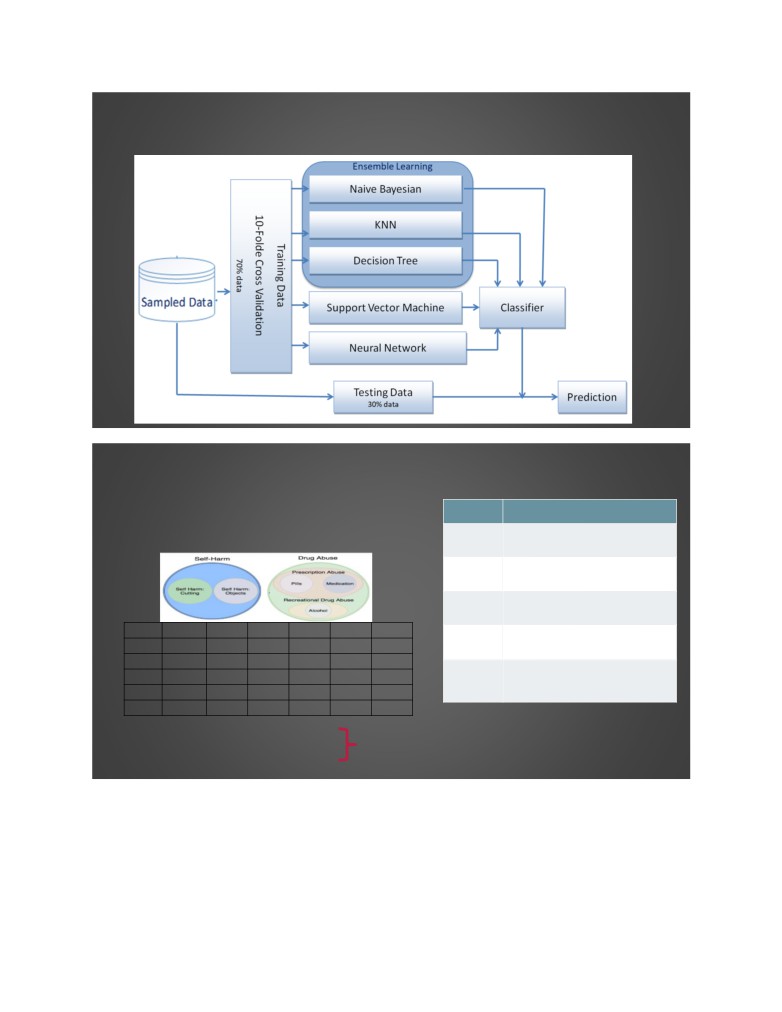 Ensemble Learning
Naive Bayesian
KNN
Decision Tree
Training Data
10-Folde Cross Validation
70% data
Sampled Data
Support Vector Machine
Classifier
Neural Network
Testing Data
30% data
Prediction
Self-Harm
Drug Abuse
Prescription Abuse
Self Harm:
Cutting
Self Harm:
Objects
Pills
Medication
Recreational Drug Abuse
Alcohol